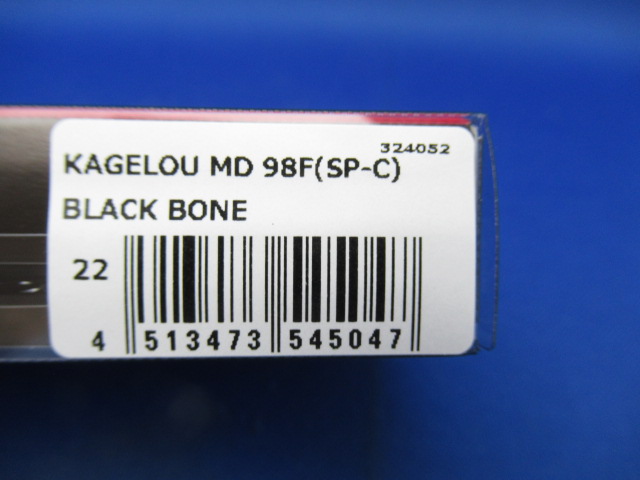 324052
KAGELOU MD 98F(SP-C)
BLACK BONE
22
4 513473 545047